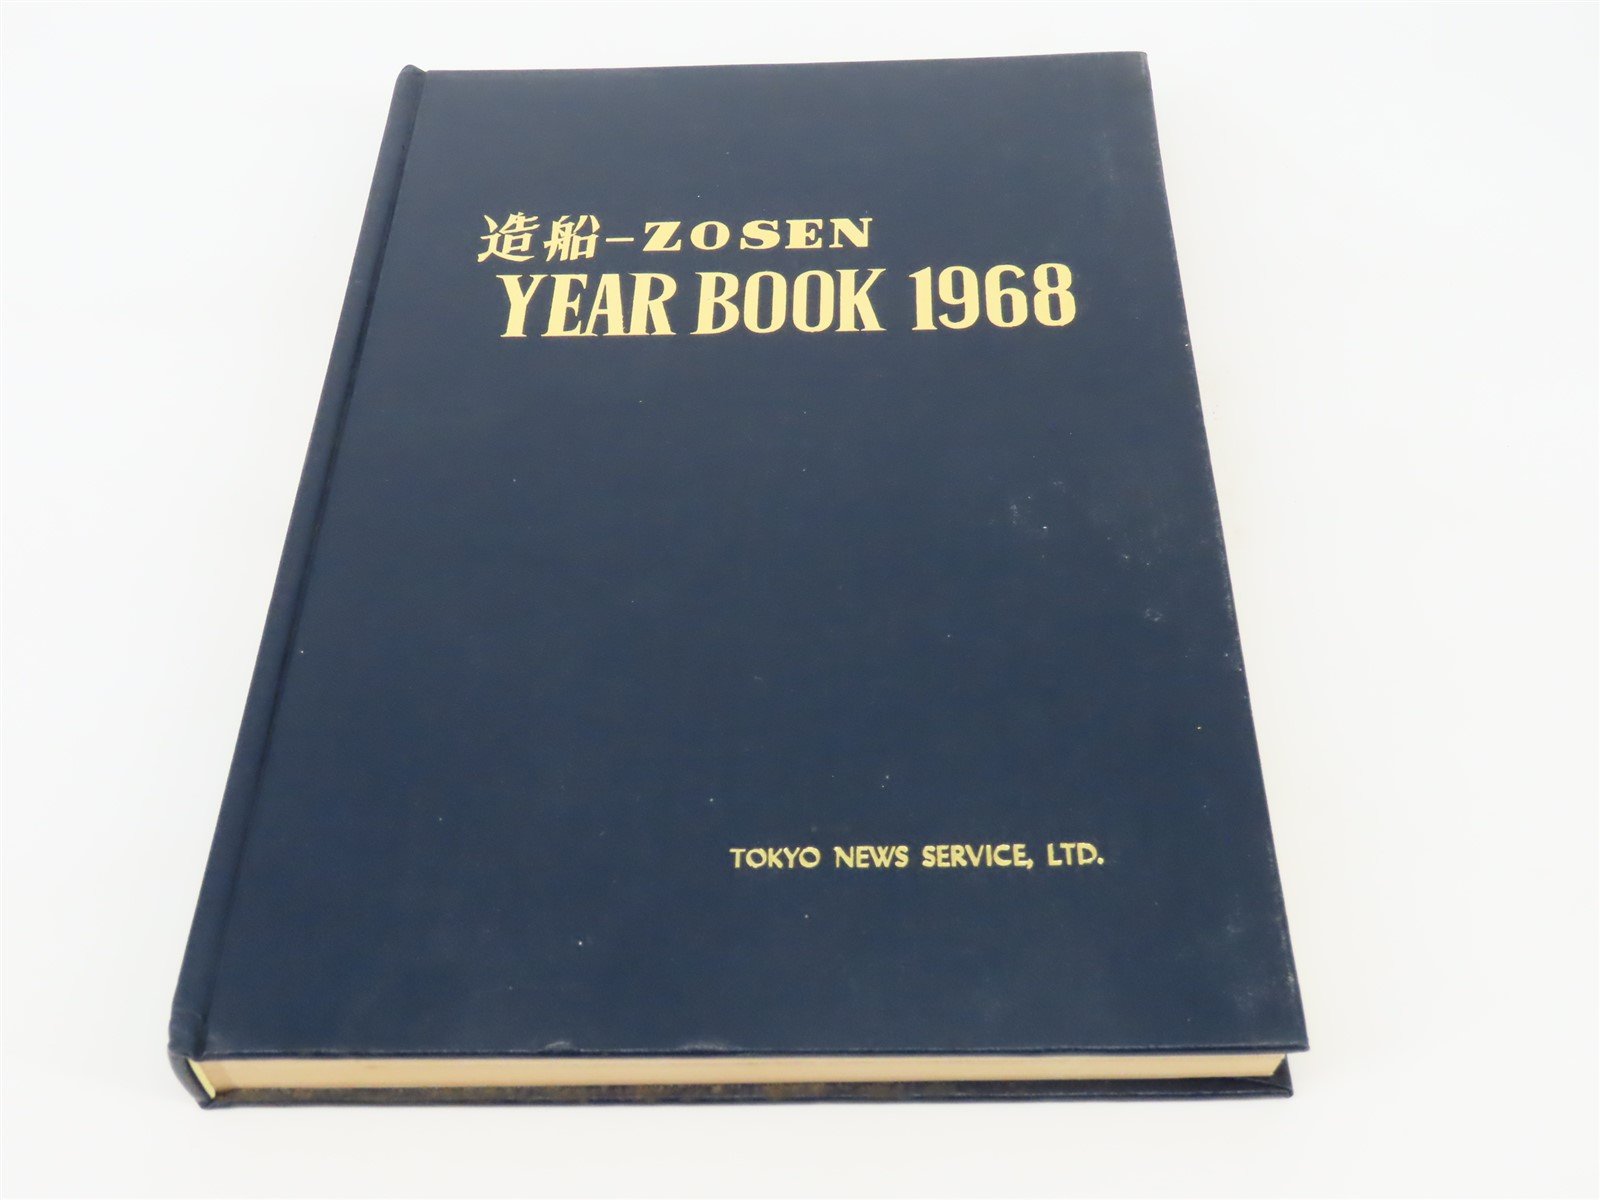 造船-ZOSEN
YEAR BOOK 1968
TOKYO NEWS SERVICE, LTD.